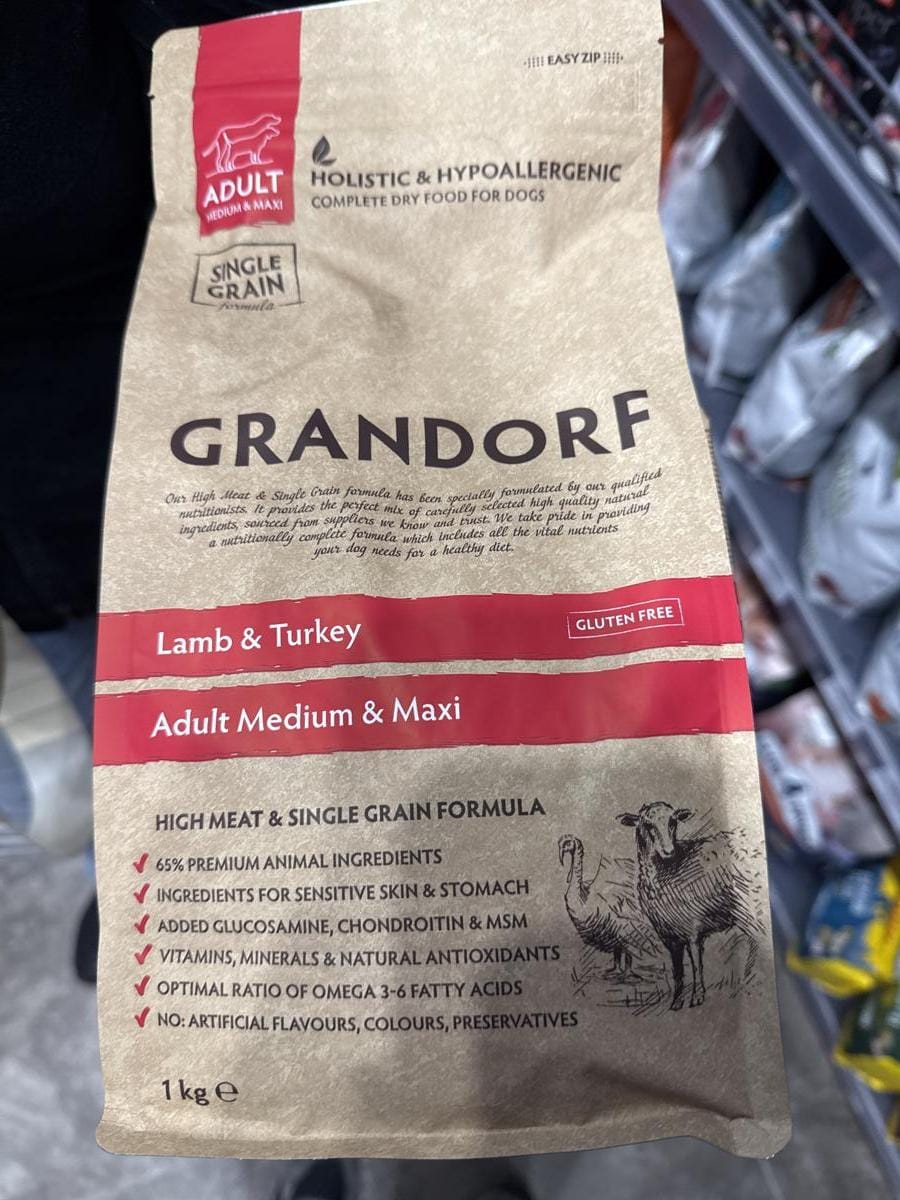 EASY ZIP
ADULT
MEDIUM & MAXI
HOLISTIC & HYPOALLERGENIC
COMPLETE DRY FOOD FOR DOGS
SINGLE
GRAIN
formula
GRANDORF
Our High Meat & Single Grain formula has been specially formulated by our qualified
nutritionists. It provides the perfect mix of carefully selected high quality natural
ingredients, sourced from suppliers we know and trust. We take pride in providing
a nutritionally complete formula which includes all the vital nutrients
your dog needs for a healthy diet.
Lamb & Turkey
GLUTEN FREE
Adult Medium & Maxi
HIGH MEAT & SINGLE GRAIN FORMULA
65% PREMIUM ANIMAL INGREDIENTS
INGREDIENTS FOR SENSITIVE SKIN & STOMACH
ADDED GLUCOSAMINE, CHONDROITIN & MSM
VITAMINS, MINERALS & NATURAL ANTIOXIDANTS
OPTIMAL RATIO OF OMEGA 3-6 FATTY ACIDS
NO: ARTIFICIAL FLAVOURS, COLOURS, PRESERVATIVES
1 kg ℮